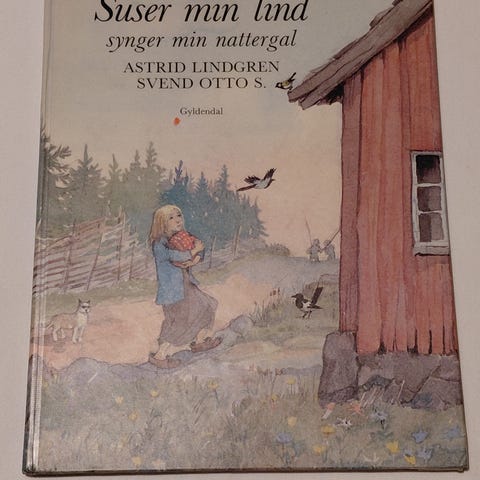 Suser min lind
synger min nattergal
ASTRID LINDGREN
SVEND OTTO S.
Gyldendal